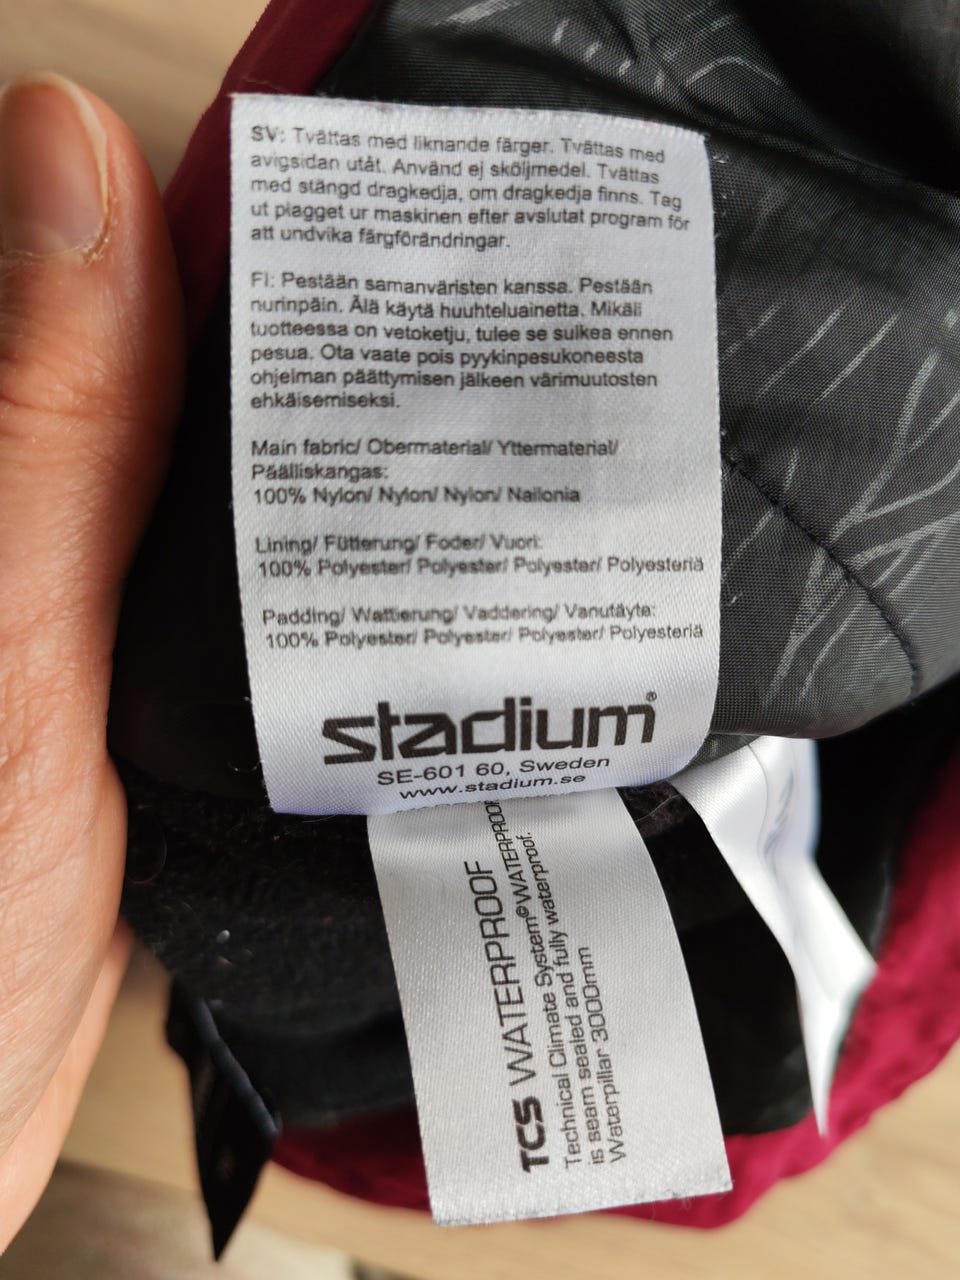 SV: Tvättas med liknande färger. Tvättas med
avigsidan utåt. Använd ej sköljmedel. Tvättas
med stängd dragkedja, om dragkedja finns. Tag
ut plagget ur maskinen efter avslutat program för
att undvika färgförändringar.
FI: Pestään samanväristen kanssa. Pestään
nurinpäin. Älä käytä huuhteluainetta. Mikäli
tuotteessa on vetoketju, tulee se sulkea ennen
pesua. Ota vaate pois pyykinpesukoneesta
ohjelman päättymisen jälkeen värimuutosten
ehkäisemiseksi.
Main fabric/ Obermaterial/ Yttermaterial/
Päälliskangas:
100% Nylon/ Nylon/ Nylon/ Nailonia
Lining/ Fütterung/ Foder/ Vuori:
100% Polyester/ Polyester/ Polyester/ Polyesteriä
Padding/ Wattierung/ Vaddering/ Vanutäyte:
100% Polyester/ Polyester/ Polyester/ Polyesteriä
stadium®
SE-601 60, Sweden
www.stadium.se
TCS WATERPROOF
Technical Climate System©WATERPROOF
is seam sealed and fully waterproof.
Waterpillar 3000mm